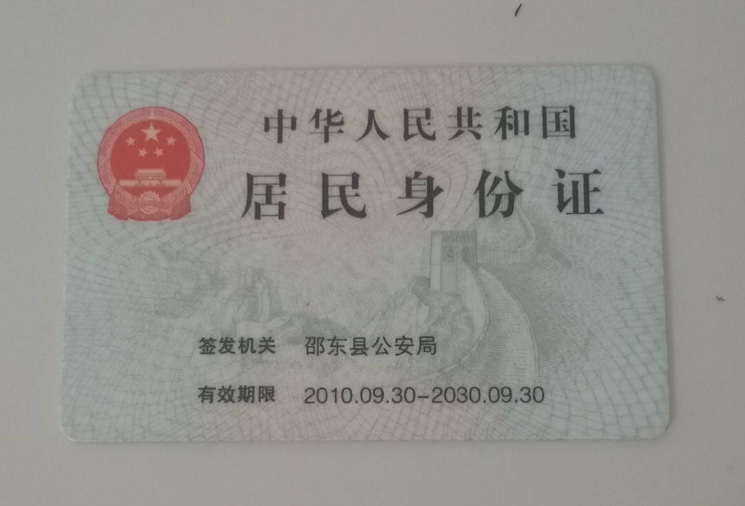 中华人民共和国
居民身份证
签发机关 邵东县公安局
有效期限 2010.09.30-2030.09.30